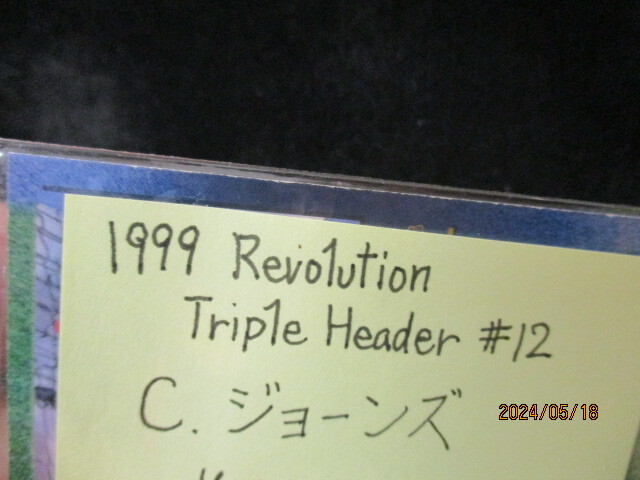 1999 Revolution
Triple Header #12
C. ジョーンズ
2024/05/18